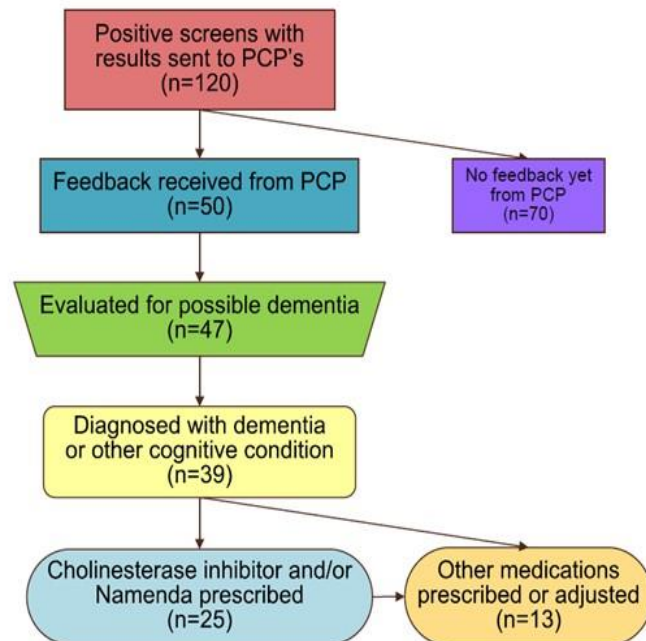 Positive screens with
results sent to PCP's
(n=120)
Feedback received from PCP
(n=50)
No feedback yet
from PCP
(n=70)
Evaluated for possible dementia
(n=47)
Diagnosed with dementia
or other cognitive condition
(n=39)
Cholinesterase inhibitor and/or
Namenda prescribed
(n=25)
Other medications
prescribed or adjusted
(n=13)